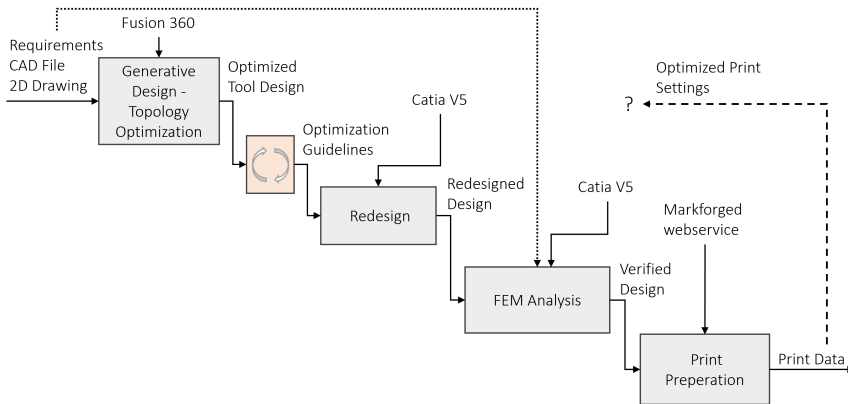 Fusion 360
Requirements
CAD File
2D Drawing
Generative
Design -
Topology
Optimization
Optimized
Tool Design
Optimization
Guidelines
Catia V5
Redesign
Redesigned
Design
Catia V5
FEM Analysis
Verified
Design
Markforged
webservice
Print
Preperation
Print Data
Optimized Print
Settings
?